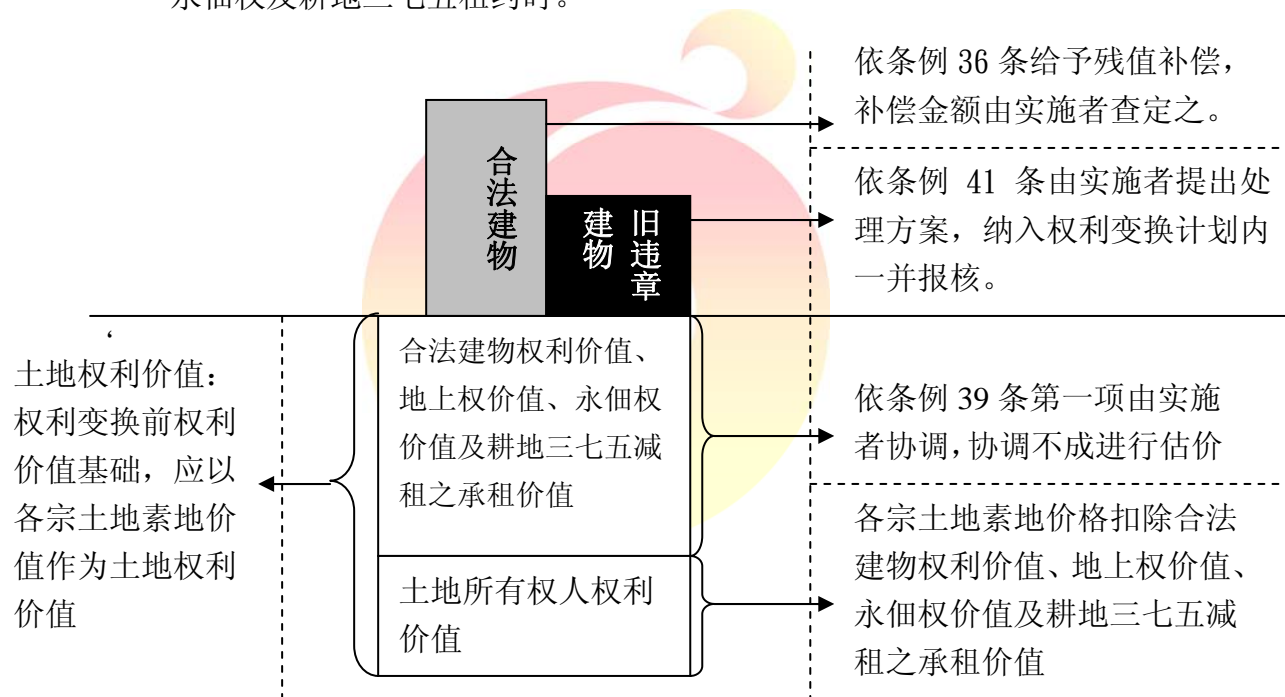 永佃权及耕地三七五租约时。
依条例 36 条给予残值补偿，
补偿金额由实施者查定之。
合法建物
旧违章
建物
依条例 41 条由实施者提出处
理方案，纳入权利变换计划内
一并报核。
‘
土地权利价值：
权利变换前权利
价值基础，应以
各宗土地素地价
值作为土地权利
价值
合法建物权利价值、
地上权价值、永佃权
价值及耕地三七五减
租之承租价值
土地所有权人权利
价值
依条例 39 条第一项由实施
者协调，协调不成进行估价
各宗土地素地价格扣除合法
建物权利价值、地上权价值、
永佃权价值及耕地三七五减
租之承租价值